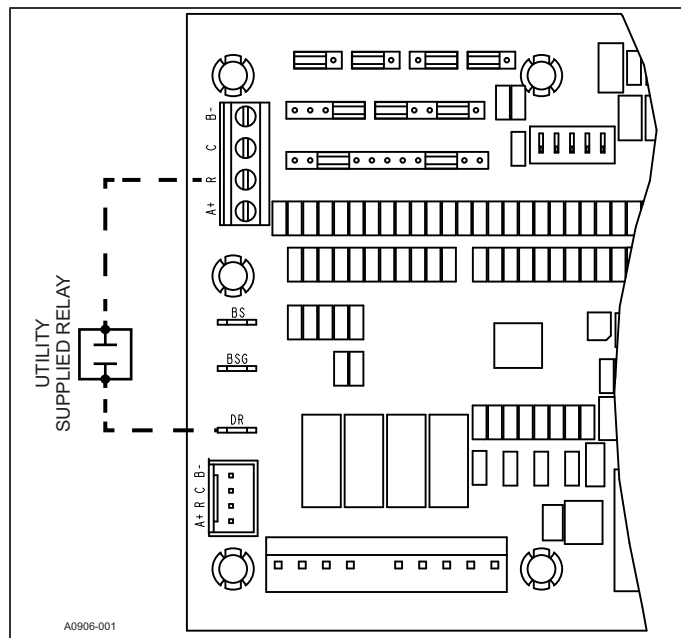 B-
C
R
A+
BS
BSG
DR
UTILITY
SUPPLIED RELAY
A+ R C B-
A0906-001